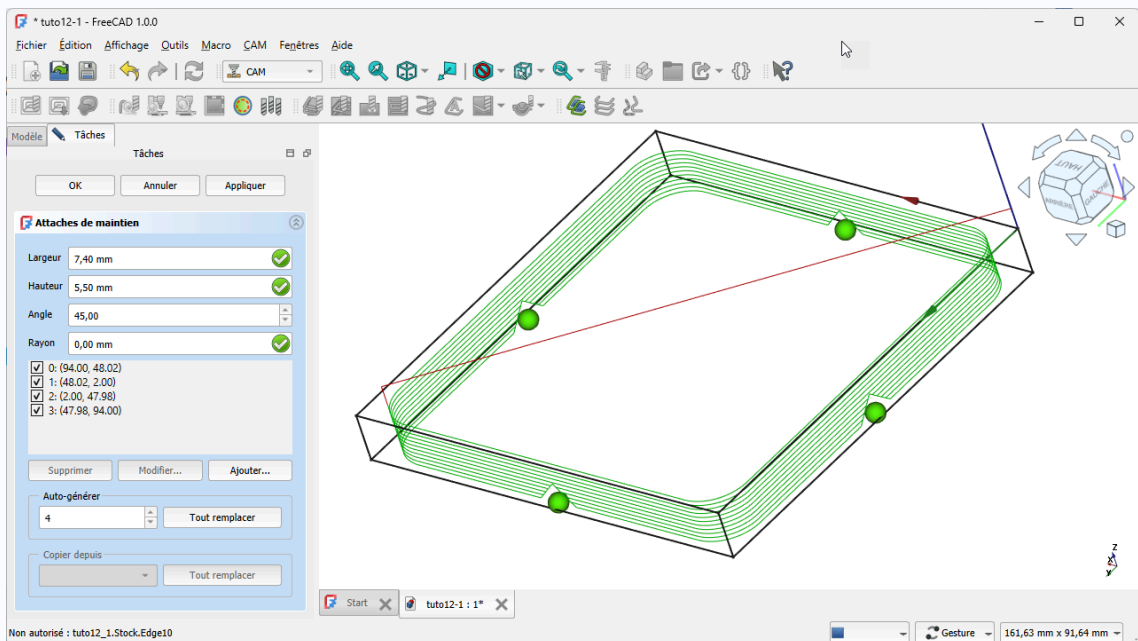 * tuto12-1 - FreeCAD 1.0.0
Fichier Édition Affichage Outils Macro CAM Fenêtres Aide
CAM
Modèle Tâches
Tâches
OK Annuler Appliquer
Attaches de maintien
Largeur 7,40 mm
Hauteur 5,50 mm
Angle 45,00
Rayon 0,00 mm
0: (94.00, 48.02)
1: (48.02, 2.00)
2: (2.00, 47.98)
3: (47.98, 94.00)
Supprimer Modifier... Ajouter...
Auto-générer
4 Tout remplacer
Copier depuis
Tout remplacer
HAUT
GAUCHE
Z
X
Y
Start tuto12-1 : 1*
Non autorisé : tuto12_1.Stock.Edge10
Gesture 161,63 mm x 91,64 mm